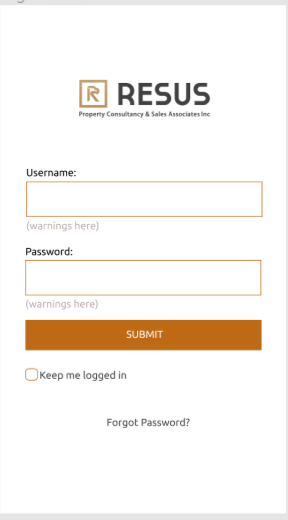 R RESUS
Property Consultancy & Sales Associates Inc
Username:
(warnings here)
Password:
(warnings here)
SUBMIT
Keep me logged in
Forgot Password?